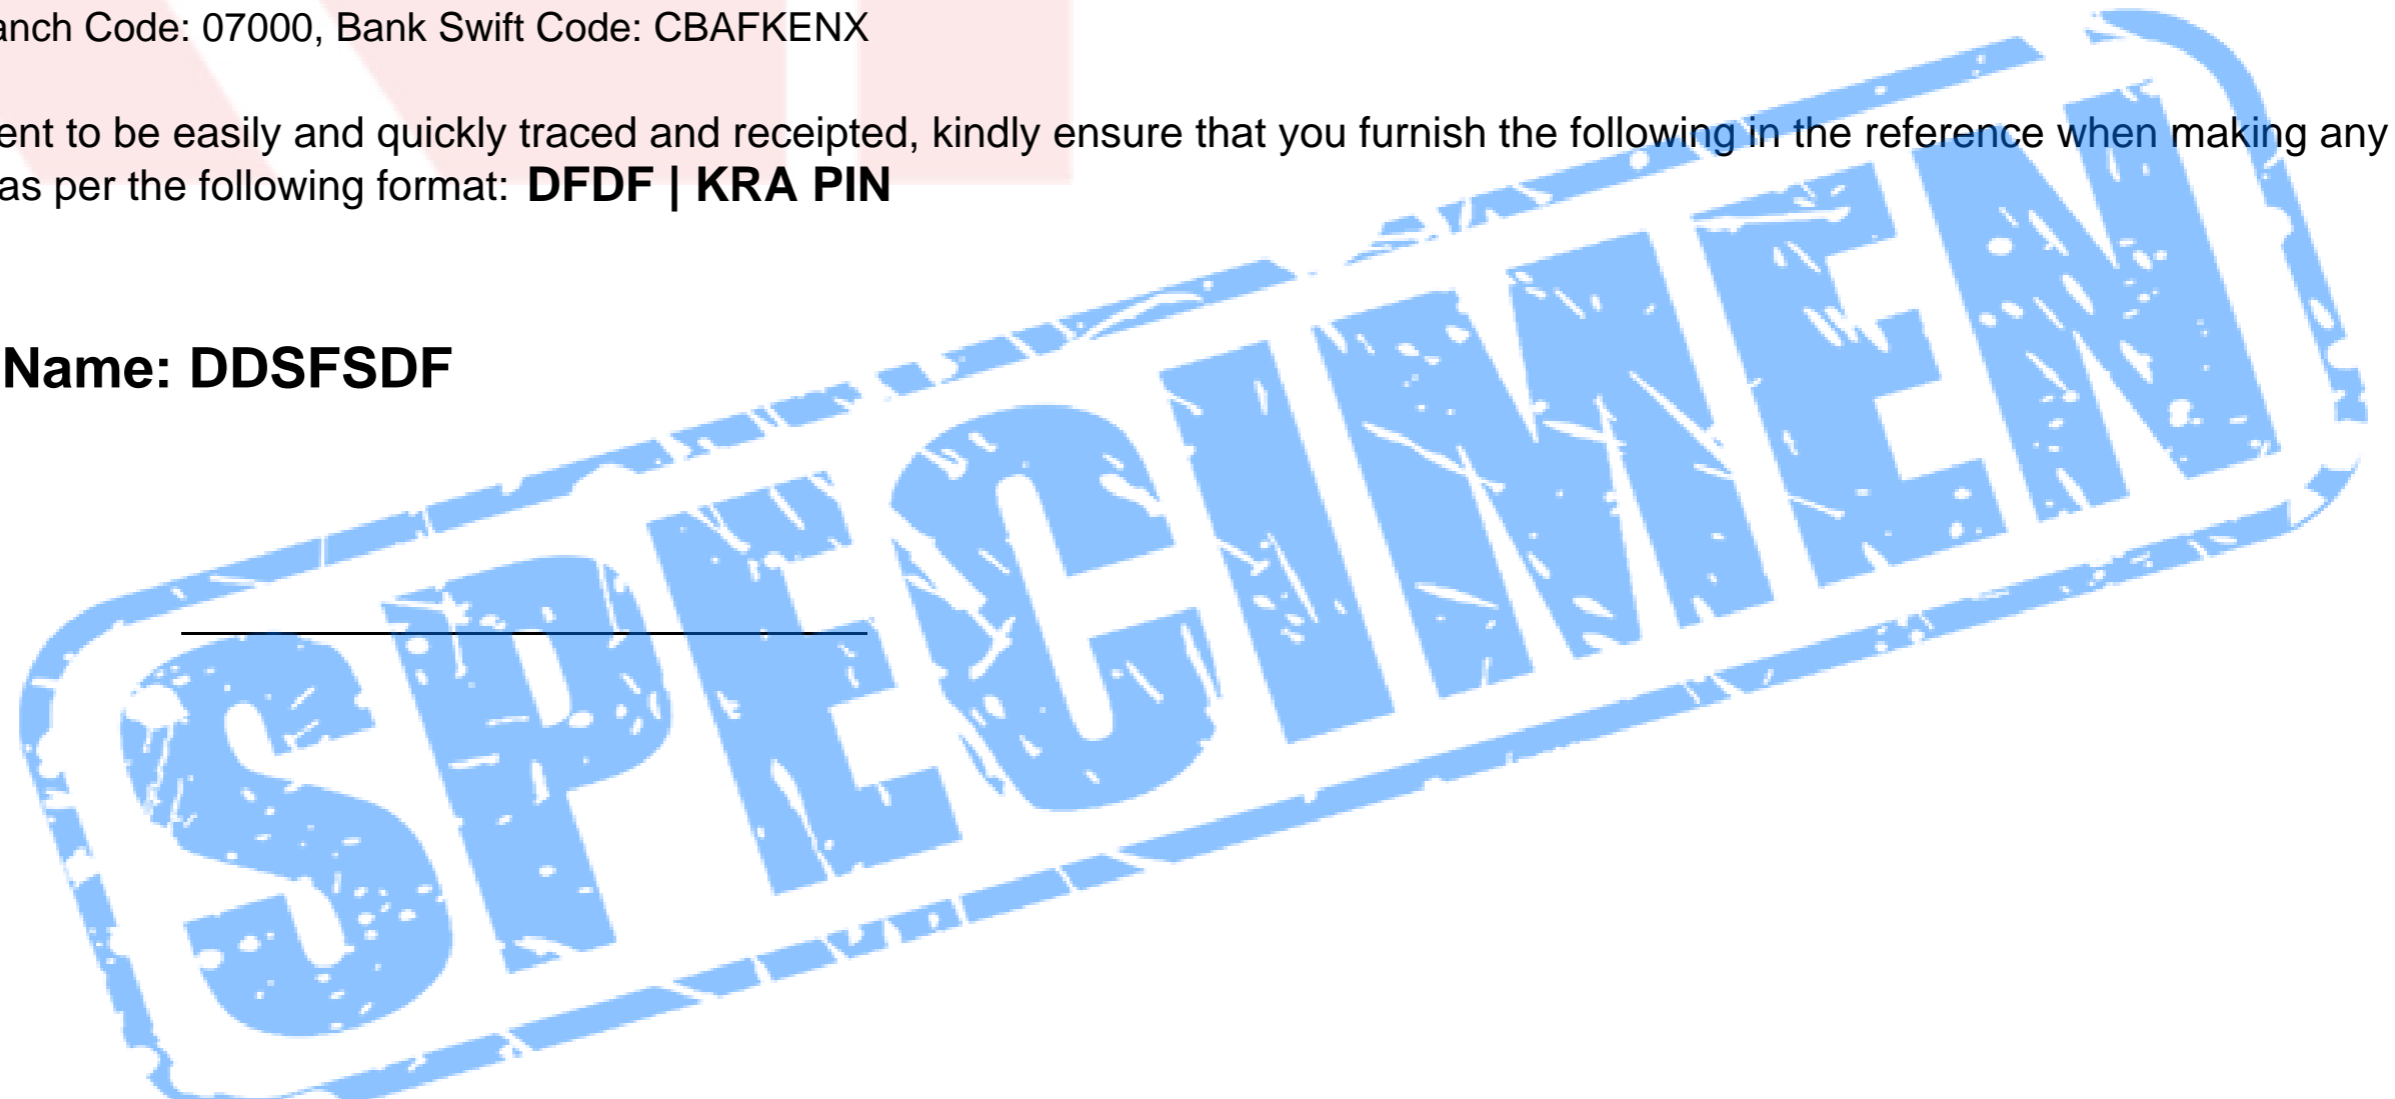 anch Code: 07000, Bank Swift Code: CBAFKENX
ent to be easily and quickly traced and receipted, kindly ensure that you furnish the following in the reference when making any
as per the following format: DFDF | KRA PIN
Name: DDSFSDF
SPECIMEN